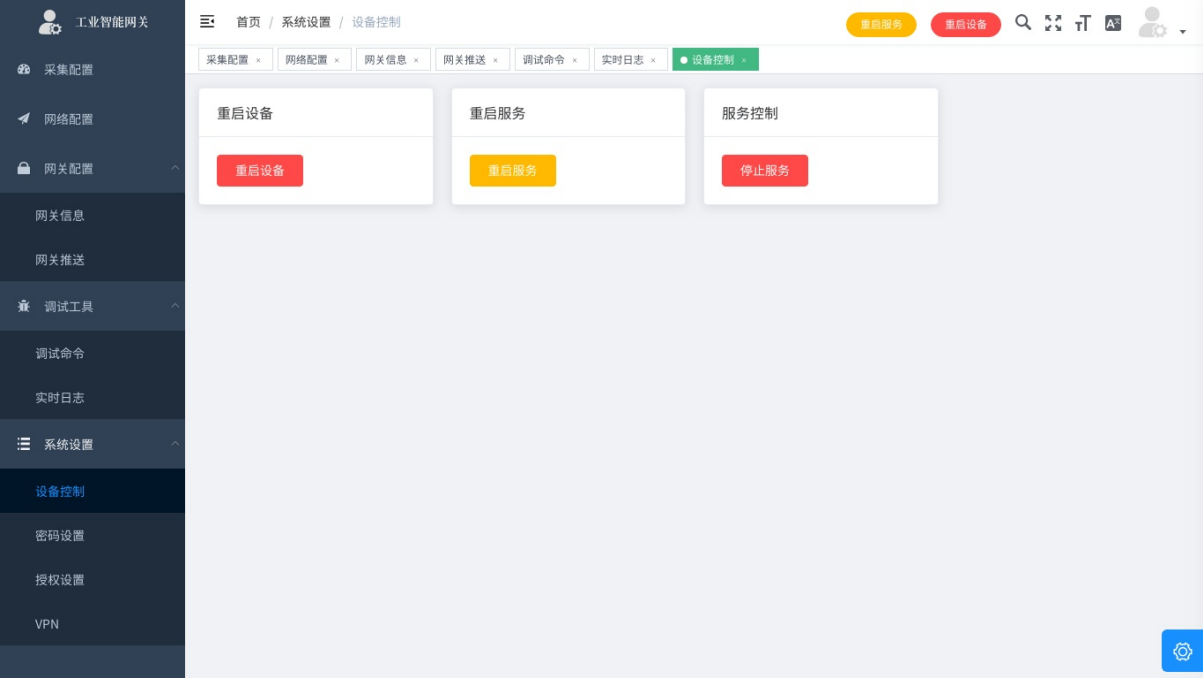 工业智能网关
首页 / 系统设置 / 设备控制
重启服务
重启设备
采集配置 × 网络配置 × 网关信息 × 网关推送 × 调试命令 × 实时日志 × 设备控制 ×
采集配置
网络配置
网关配置
网关信息
网关推送
调试工具
调试命令
实时日志
系统设置
设备控制
密码设置
授权设置
VPN
重启设备
重启设备
重启服务
重启服务
服务控制
停止服务